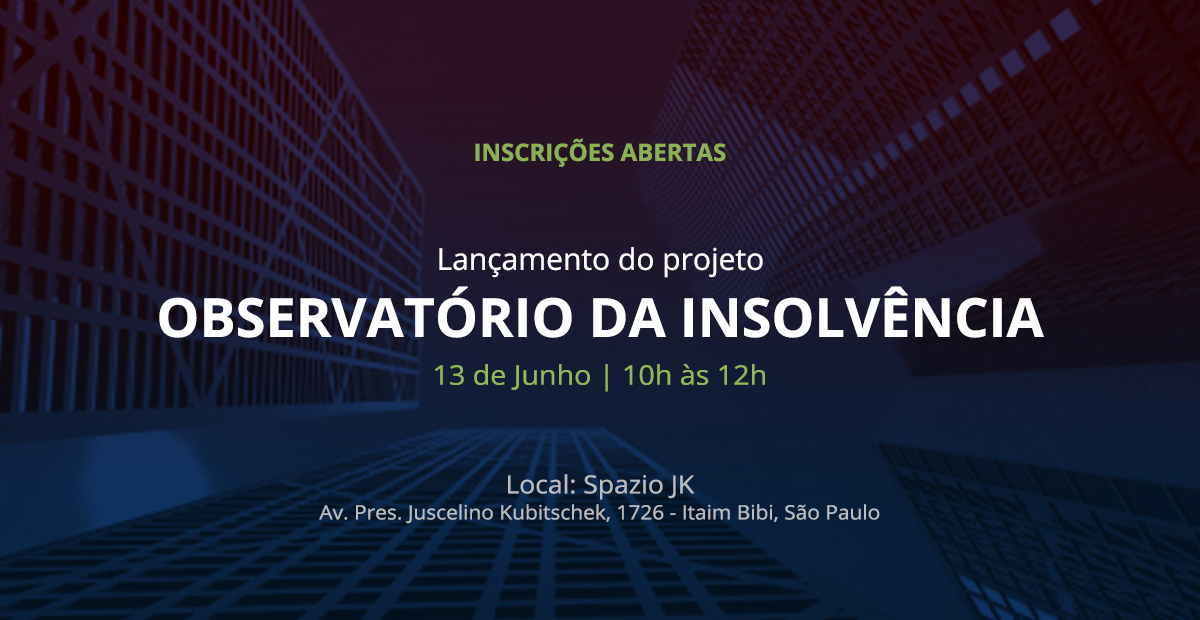 INSCRIÇÕES ABERTAS
Lançamento do projeto
OBSERVATÓRIO DA INSOLVÊNCIA
13 de Junho | 10h às 12h
Local: Spazio JK
Av. Pres. Juscelino Kubitschek, 1726 - Itaim Bibi, São Paulo